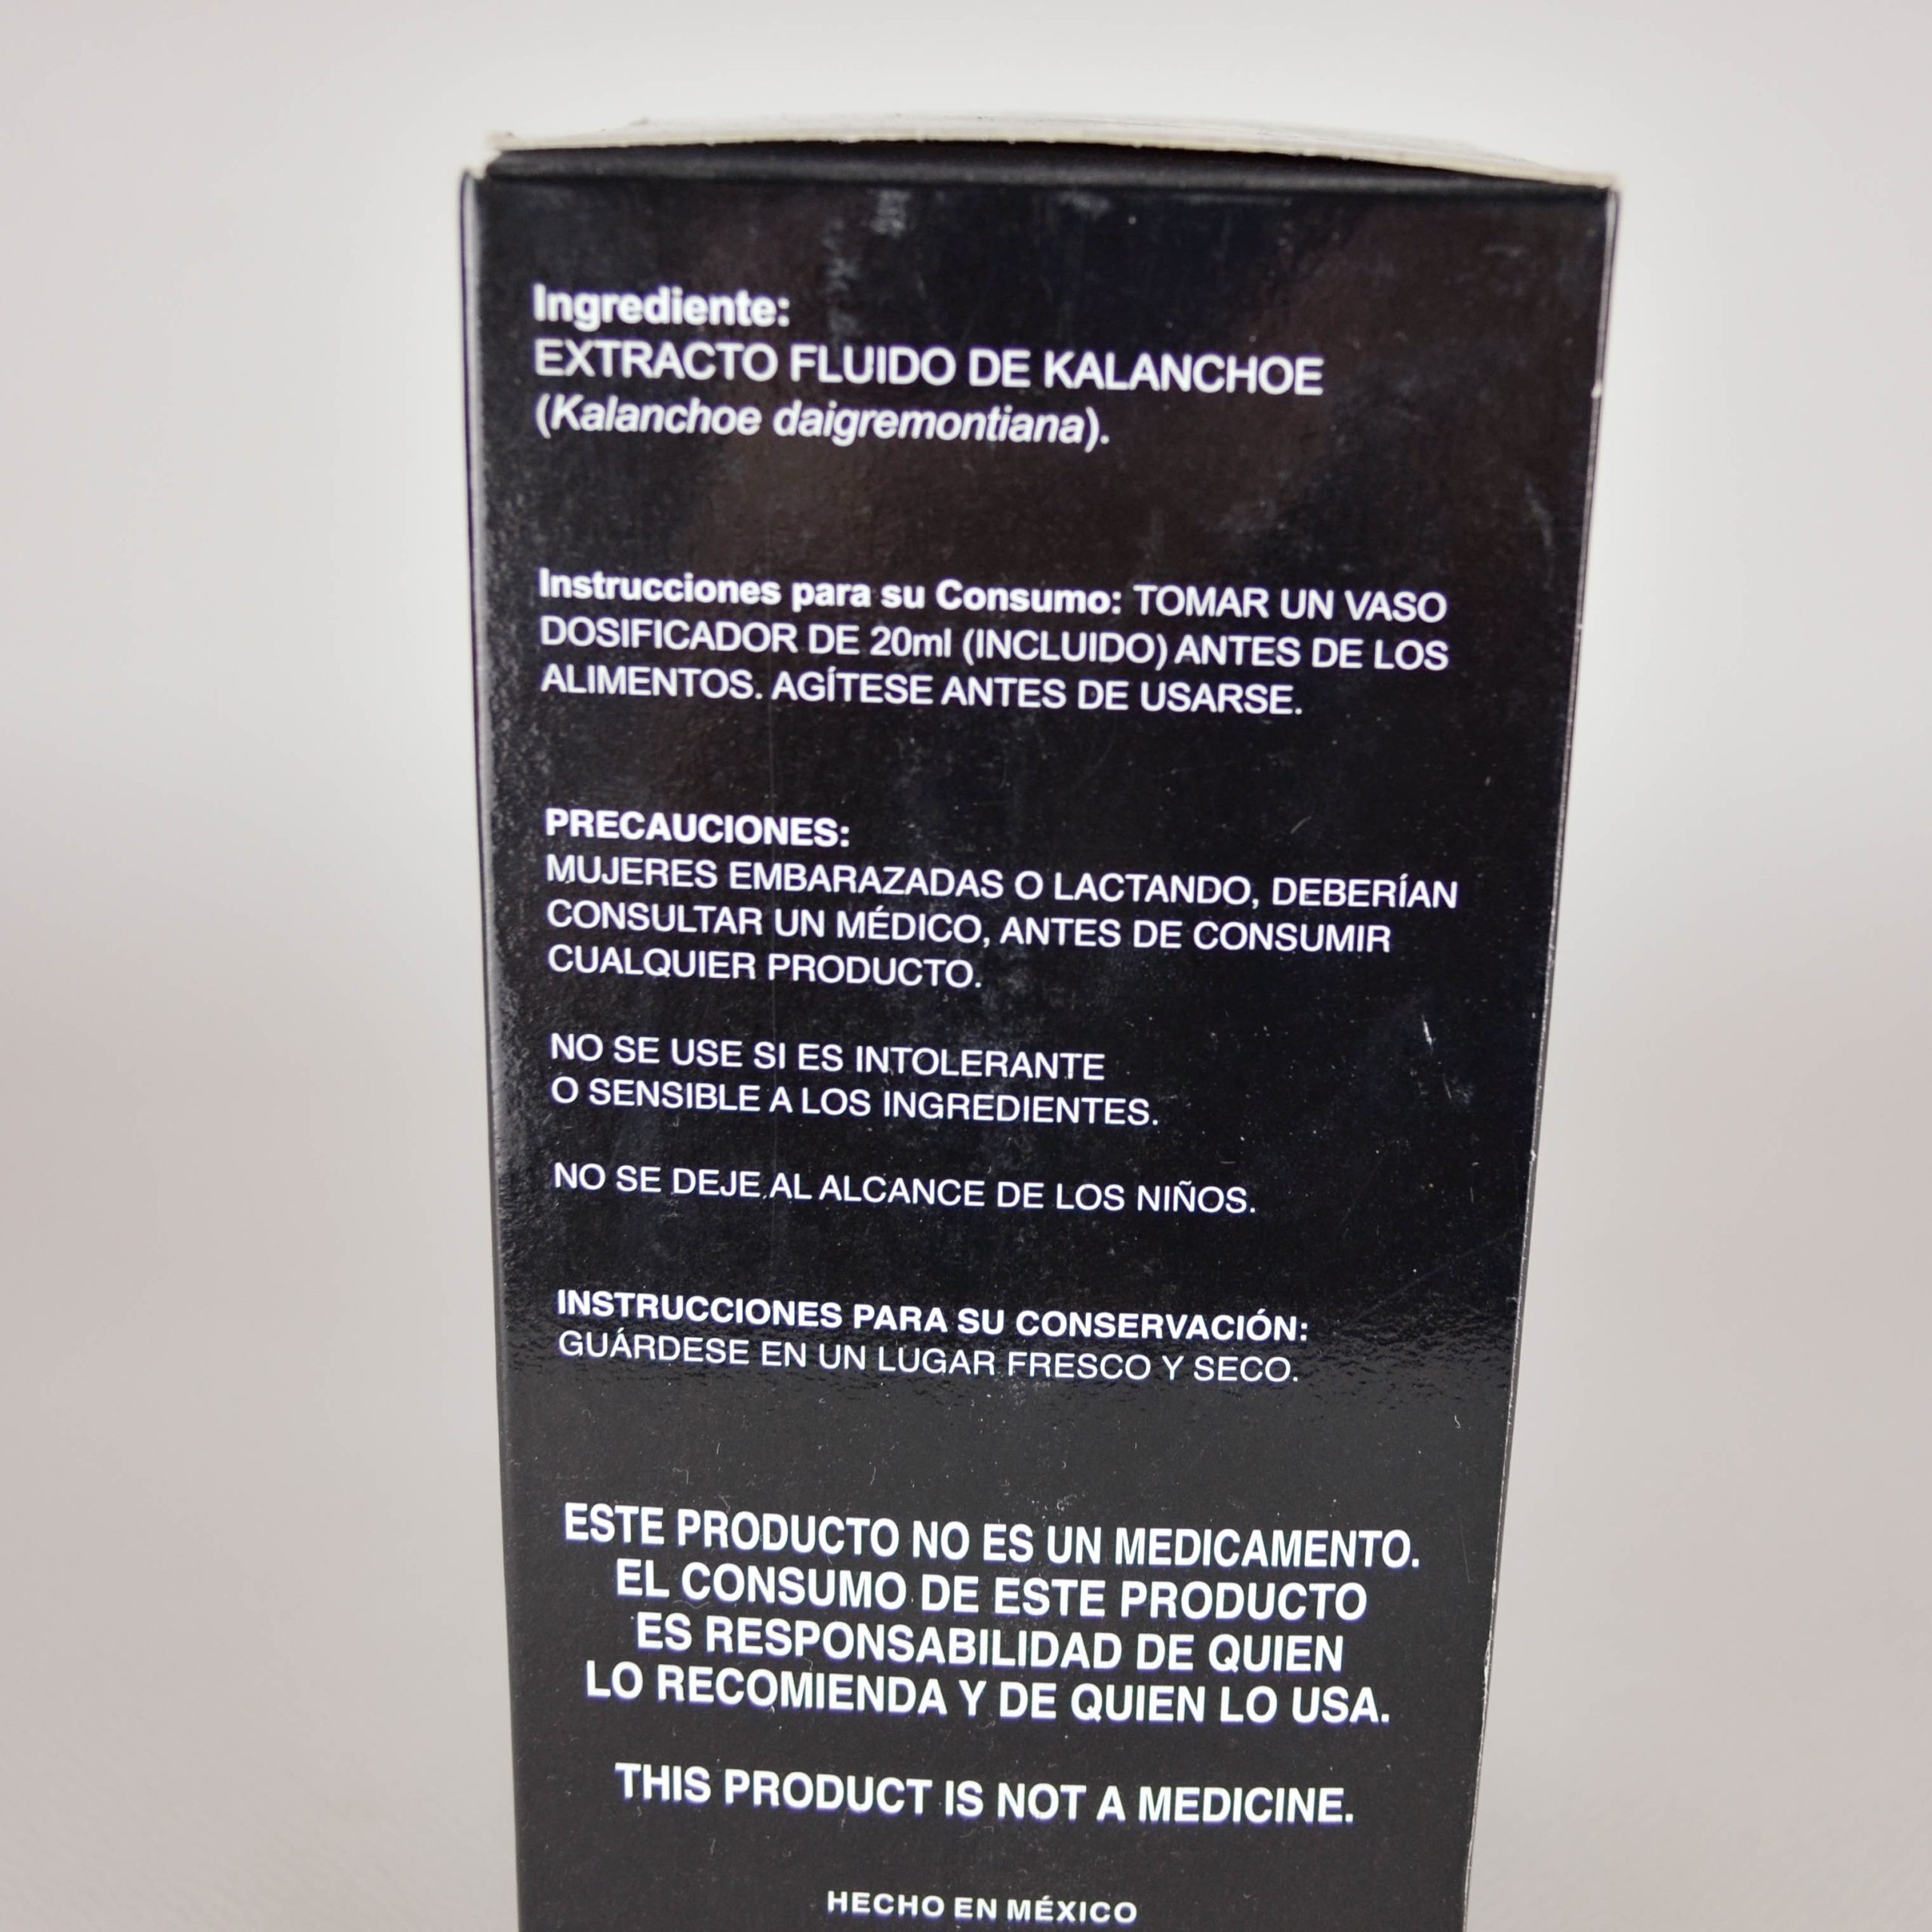 Ingrediente:
EXTRACTO FLUIDO DE KALANCHOE
(Kalanchoe daigremontiana).
Instrucciones para su Consumo: TOMAR UN VASO
DOSIFICADOR DE 20ml (INCLUIDO) ANTES DE LOS
ALIMENTOS. AGÍTESE ANTES DE USARSE.
PRECAUCIONES:
MUJERES EMBARAZADAS O LACTANDO, DEBERÍAN
CONSULTAR UN MÉDICO, ANTES DE CONSUMIR
CUALQUIER PRODUCTO.
NO SE USE SI ES INTOLERANTE
O SENSIBLE A LOS INGREDIENTES.
NO SE DEJE AL ALCANCE DE LOS NIÑOS.
INSTRUCCIONES PARA SU CONSERVACIÓN:
GUÁRDESE EN UN LUGAR FRESCO Y SECO.
ESTE PRODUCTO NO ES UN MEDICAMENTO.
EL CONSUMO DE ESTE PRODUCTO
ES RESPONSABILIDAD DE QUIEN
LO RECOMIENDA Y DE QUIEN LO USA.
THIS PRODUCT IS NOT A MEDICINE.
HECHO EN MÉXICO